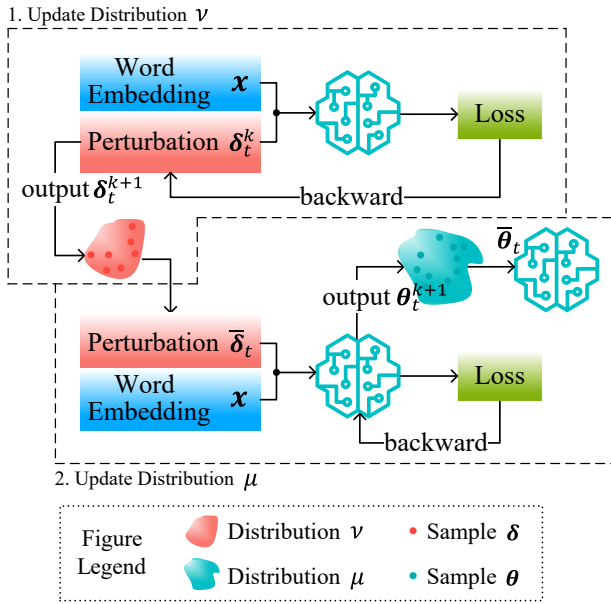 1. Update Distribution ν
Word
Embedding x
Perturbation δ_t^k
Loss
output δ_t^{k+1}
backward
θ̅_t
output θ_t^{k+1}
Perturbation δ̅_t
Word
Embedding x
Loss
backward
2. Update Distribution μ
Figure
Legend
Distribution ν
Sample δ
Distribution μ
Sample θ